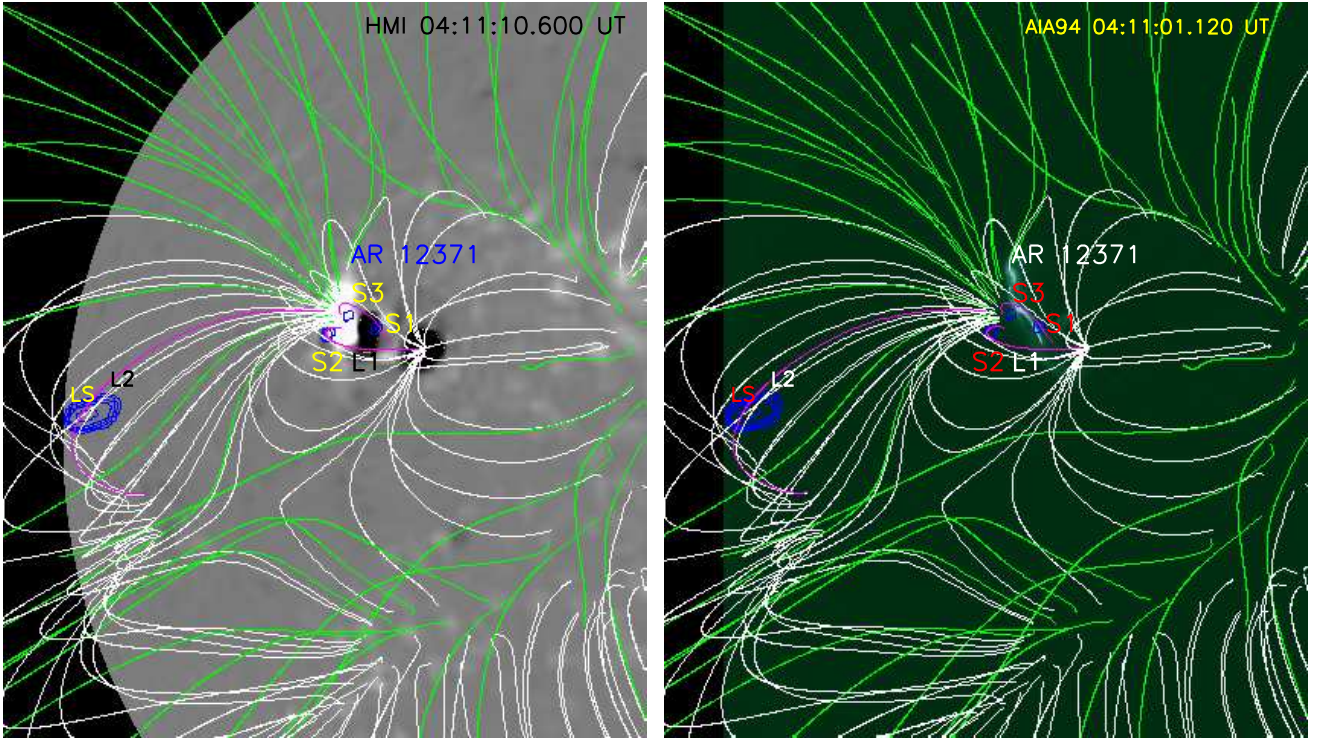 HMI 04:11:10.600 UT
AR 12371
S3
S1
S2 L1
L2
LS
AIA94 04:11:01.120 UT
AR 12371
S3
S1
S2 L1
L2
LS